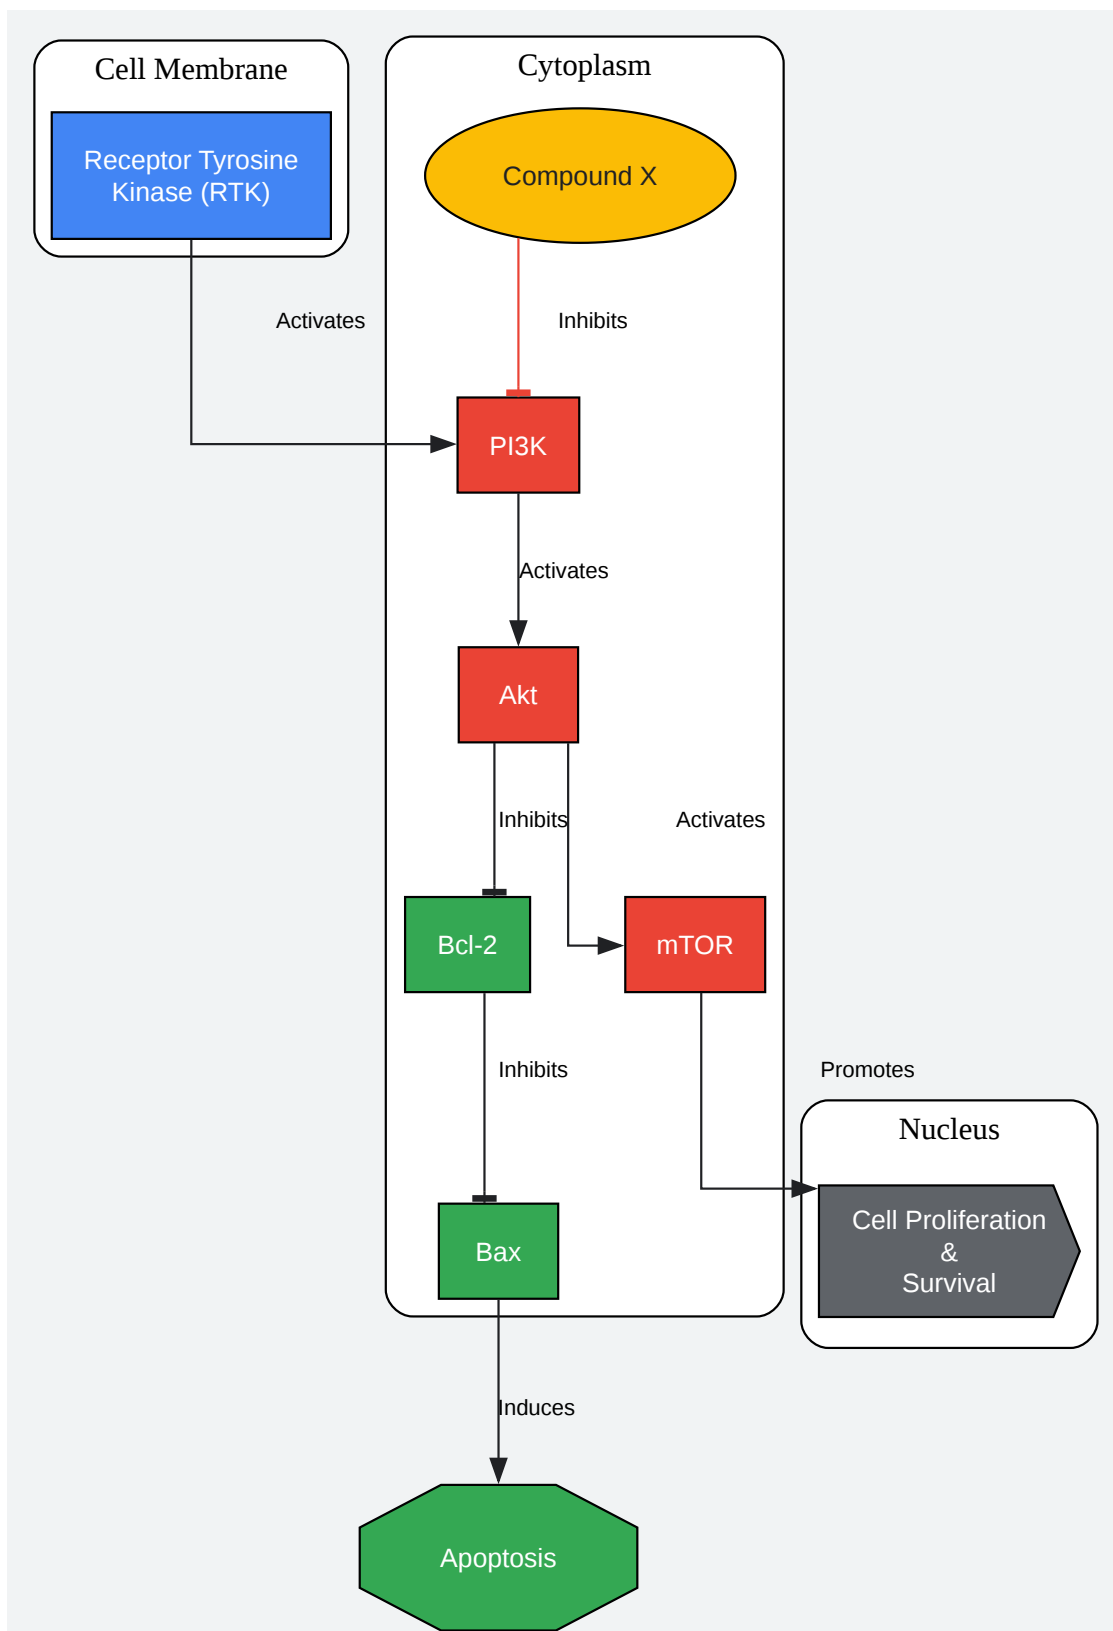 Cell Membrane
Receptor Tyrosine
Kinase (RTK)
Cytoplasm
Compound X
Activates
Inhibits
PI3K
Activates
Akt
Inhibits
Activates
Bcl-2
mTOR
Inhibits
Promotes
Nucleus
Cell Proliferation
&
Survival
Bax
Induces
Apoptosis